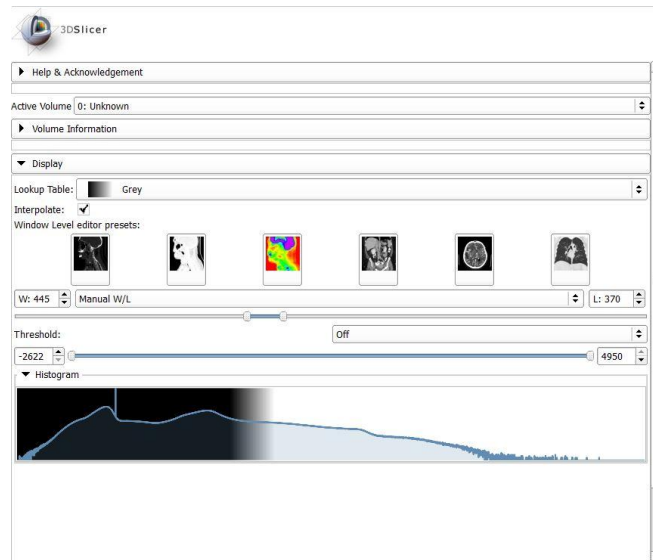 3DSlicer
Help & Acknowledgement
Active Volume 0: Unknown
Volume Information
Display
Lookup Table: Grey
Interpolate:
Window Level editor presets:
W: 445 Manual W/L L: 370
Threshold: Off
-2622 4950
Histogram